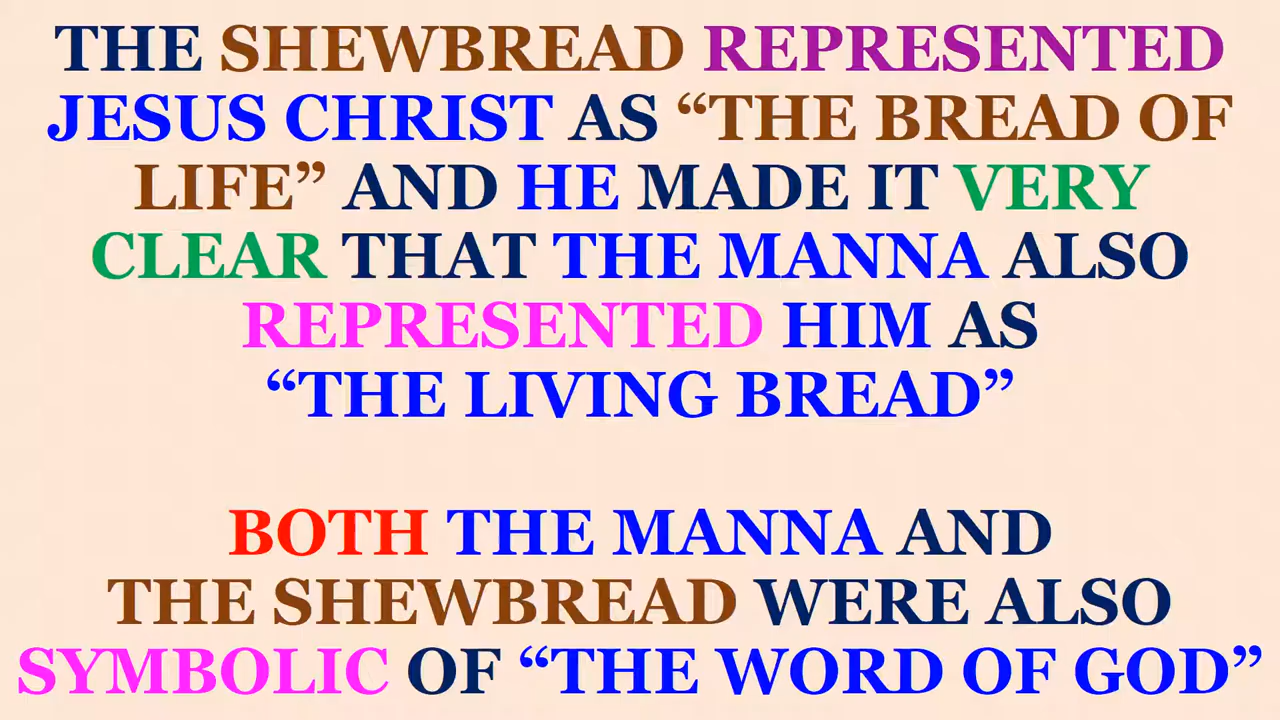 THE SHEWBREAD REPRESENTED
JESUS CHRIST AS “THE BREAD OF
LIFE” AND HE MADE IT VERY
CLEAR THAT THE MANNA ALSO
REPRESENTED HIM AS
“THE LIVING BREAD”
BOTH THE MANNA AND
THE SHEWBREAD WERE ALSO
SYMBOLIC OF “THE WORD OF GOD”